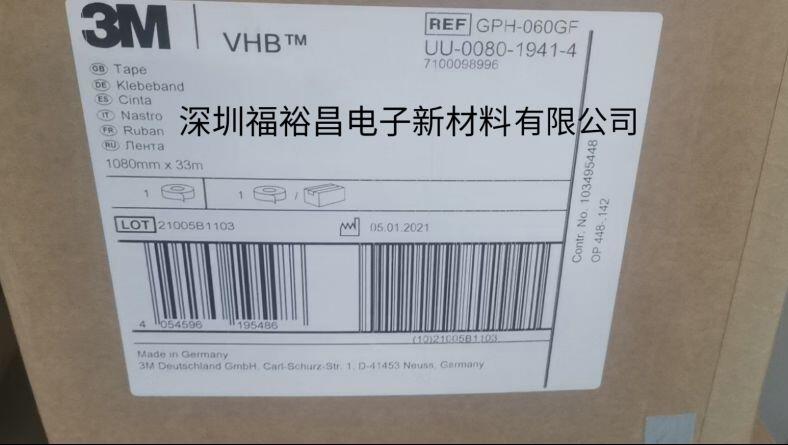 3M VHB™
REF GPH-060GF
UU-0080-1941-4
7100098996
GB Tape
DE Klebeband
ES Cinta
IT Nastro
FR Ruban
RU Лента
深圳福裕昌电子新材料有限公司
1080mm x 33m
1 1 /
LOT 21005B1103 05.01.2021
4 054596 195486
(10)21005B1103
Made in Germany
3M Deutschland GmbH, Carl-Schurz-Str. 1, D-41453 Neuss, Germany
Contr. No. 103495448
OP 448-.142